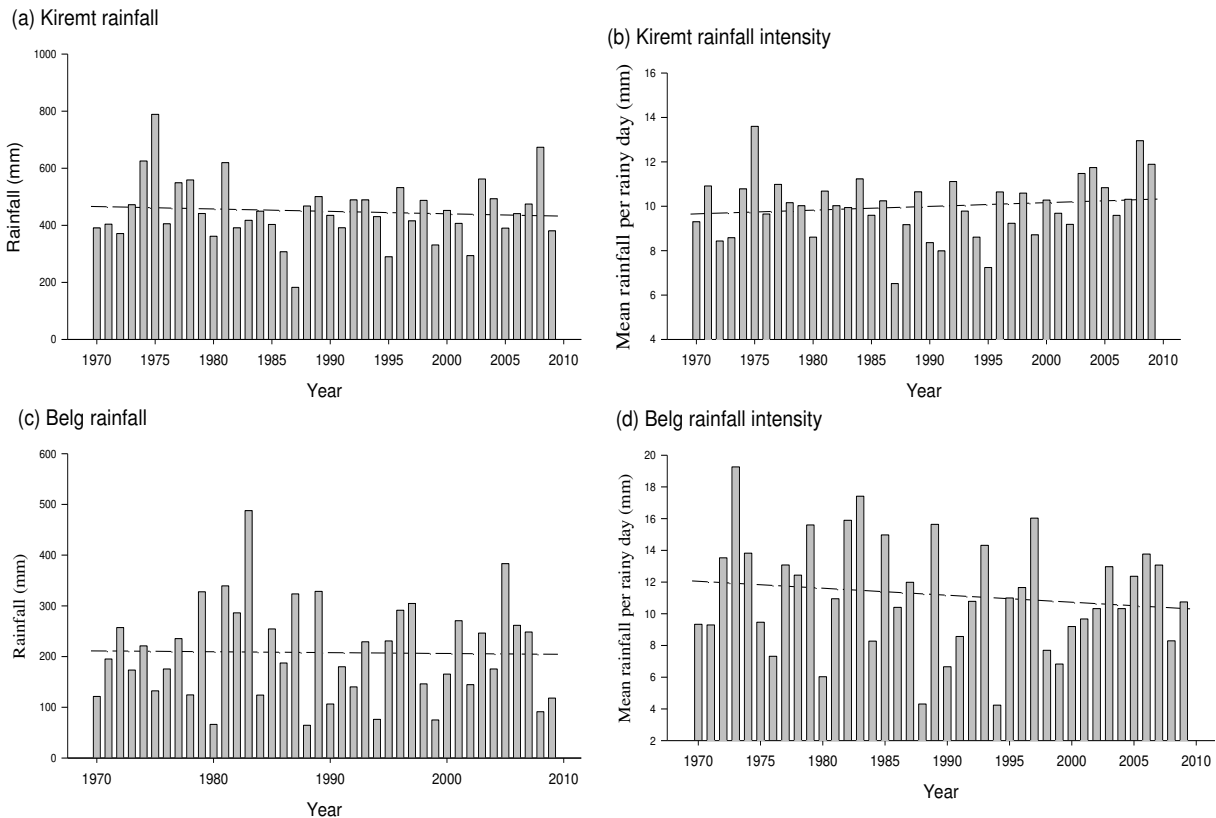 (a) Kiremt rainfall
1000
800
600
400
200
0
Rainfall (mm)
1970 1975 1980 1985 1990 1995 2000 2005 2010
Year
(b) Kiremt rainfall intensity
16
14
12
10
8
6
4
Mean rainfall per rainy day (mm)
1970 1975 1980 1985 1990 1995 2000 2005 2010
Year
(c) Belg rainfall
600
500
400
300
200
100
0
Rainfall (mm)
1970 1980 1990 2000 2010
Year
(d) Belg rainfall intensity
20
18
16
14
12
10
8
6
4
2
Mean rainfall per rainy day (mm)
1970 1975 1980 1985 1990 1995 2000 2005 2010
Year